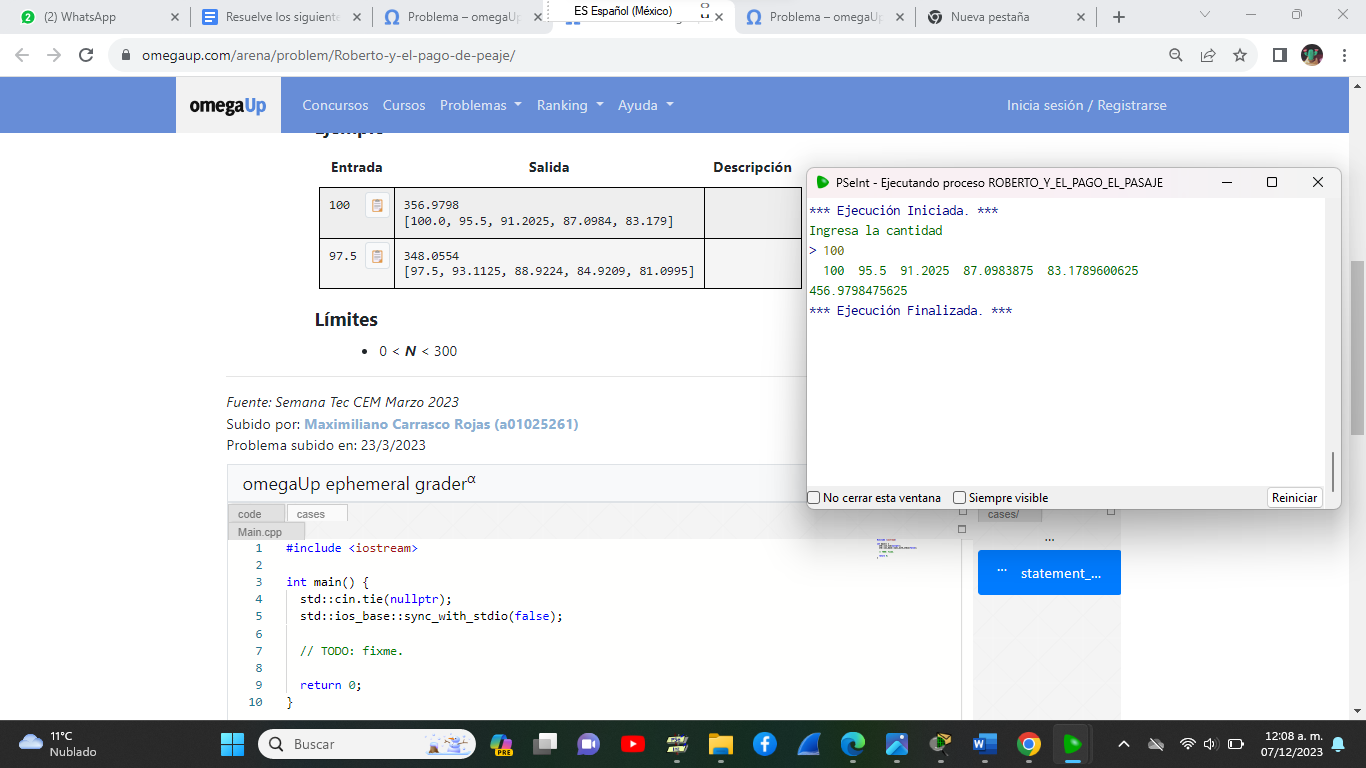 (2) WhatsApp
Resuelve los siguiente
Problema – omegaU
ES Español (México)
Problema – omegaU
Nueva pestaña
omegaup.com/arena/problem/Roberto-y-el-pago-de-peaje/
omegaUp
Concursos
Cursos
Problemas
Ranking
Ayuda
Inicia sesión / Registrarse
Ejemplo
Entrada
Salida
Descripción
100
356.9798
[100.0, 95.5, 91.2025, 87.0984, 83.179]
97.5
348.0554
[97.5, 93.1125, 88.9224, 84.9209, 81.0995]
Límites
0 < N < 300
Fuente: Semana Tec CEM Marzo 2023
Subido por: Maximiliano Carrasco Rojas (a01025261)
Problema subido en: 23/3/2023
omegaUp ephemeral graderα
code
cases
Main.cpp
1 #include <iostream>
2
3 int main() {
4 std::cin.tie(nullptr);
5 std::ios_base::sync_with_stdio(false);
6
7 // TODO: fixme.
8
9 return 0;
10 }
PSeInt - Ejecutando proceso ROBERTO_Y_EL_PAGO_EL_PASAJE
*** Ejecución Iniciada. ***
Ingresa la cantidad
> 100
100 95.5 91.2025 87.0983875 83.1789600625
456.9798475625
*** Ejecución Finalizada. ***
No cerrar esta ventana
Siempre visible
Reiniciar
cases/
...
... statement_...
11°C
Nublado
Buscar
PRE
12:08 a. m.
07/12/2023